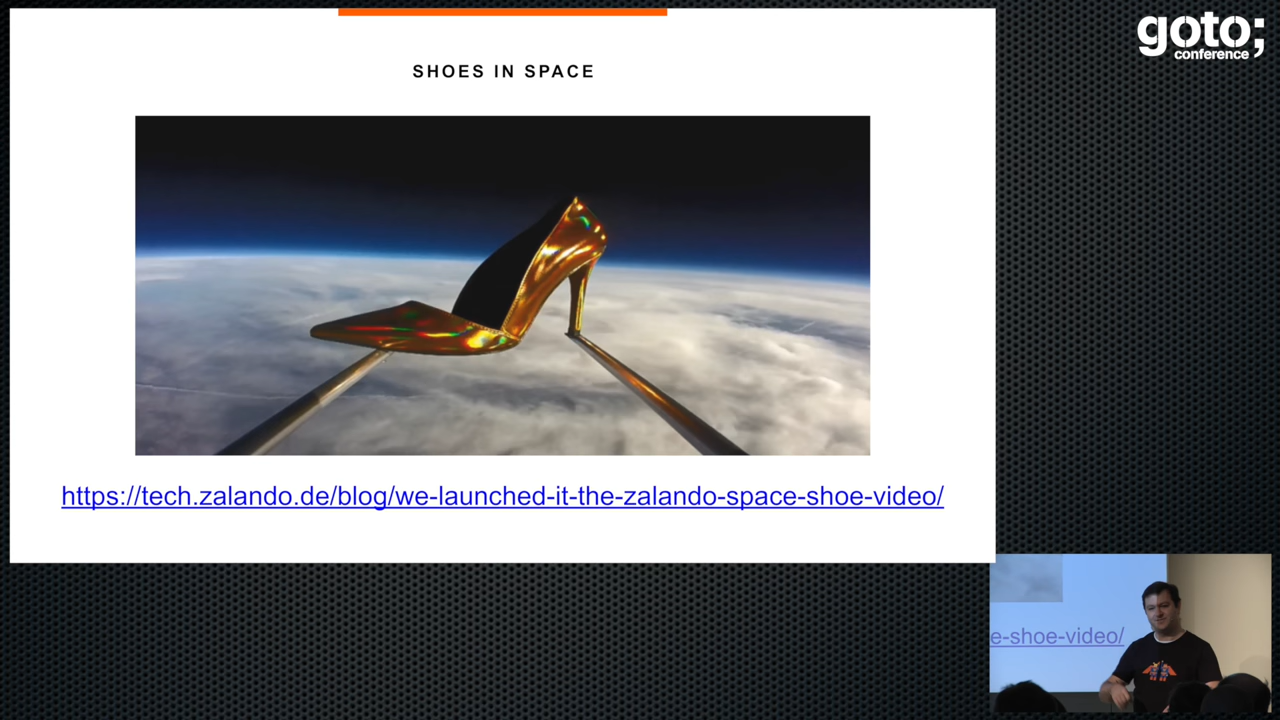 goto;
conference
SHOES IN SPACE
https://tech.zalando.de/blog/we-launched-it-the-zalando-space-shoe-video/
e-shoe-video/